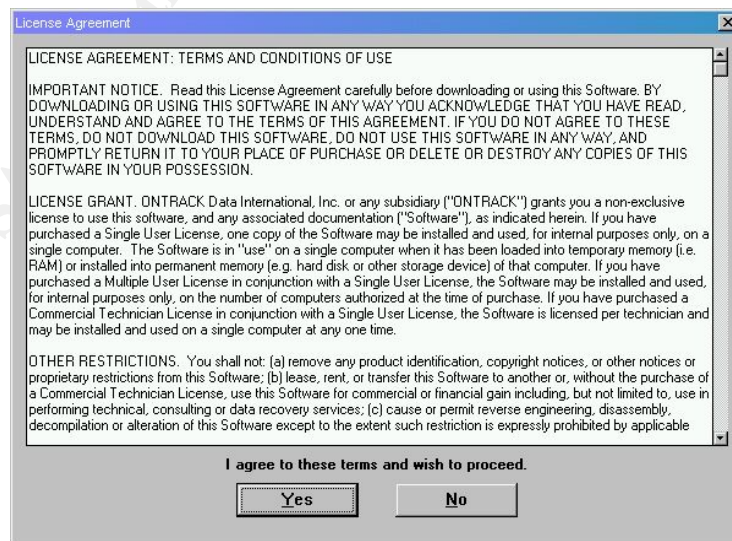 License Agreement
LICENSE AGREEMENT: TERMS AND CONDITIONS OF USE
IMPORTANT NOTICE. Read this License Agreement carefully before downloading or using this Software. BY
DOWNLOADING OR USING THIS SOFTWARE IN ANY WAY YOU ACKNOWLEDGE THAT YOU HAVE READ,
UNDERSTAND AND AGREE TO THE TERMS OF THIS AGREEMENT. IF YOU DO NOT AGREE TO THESE
TERMS, DO NOT DOWNLOAD THIS SOFTWARE, DO NOT USE THIS SOFTWARE IN ANY WAY, AND
PROMPTLY RETURN IT TO YOUR PLACE OF PURCHASE OR DELETE OR DESTROY ANY COPIES OF THIS
SOFTWARE IN YOUR POSSESSION.
LICENSE GRANT. ONTRACK Data International, Inc. or any subsidiary ("ONTRACK") grants you a non-exclusive
license to use this software, and any associated documentation ("Software"), as indicated herein. If you have
purchased a Single User License, one copy of the Software may be installed and used, for internal purposes only, on a
single computer. The Software is in "use" on a single computer when it has been loaded into temporary memory (i.e.
RAM) or installed into permanent memory (e.g. hard disk or other storage device) of that computer. If you have
purchased a Multiple User License in conjunction with a Single User License, the Software may be installed and used,
for internal purposes only, on the number of computers authorized at the time of purchase. If you have purchased a
Commercial Technician License in conjunction with a Single User License, the Software is licensed per technician and
may be installed and used on a single computer at any one time.
OTHER RESTRICTIONS. You shall not: (a) remove any product identification, copyright notices, or other notices or
proprietary restrictions from this Software; (b) lease, rent, or transfer this Software to another or, without the purchase of
a Commercial Technician License, use this Software for commercial or financial gain including, but not limited to, use in
performing technical, consulting or data recovery services; (c) cause or permit reverse engineering, disassembly,
decompilation or alteration of this Software except to the extent such restriction is expressly prohibited by applicable
I agree to these terms and wish to proceed.
Yes No